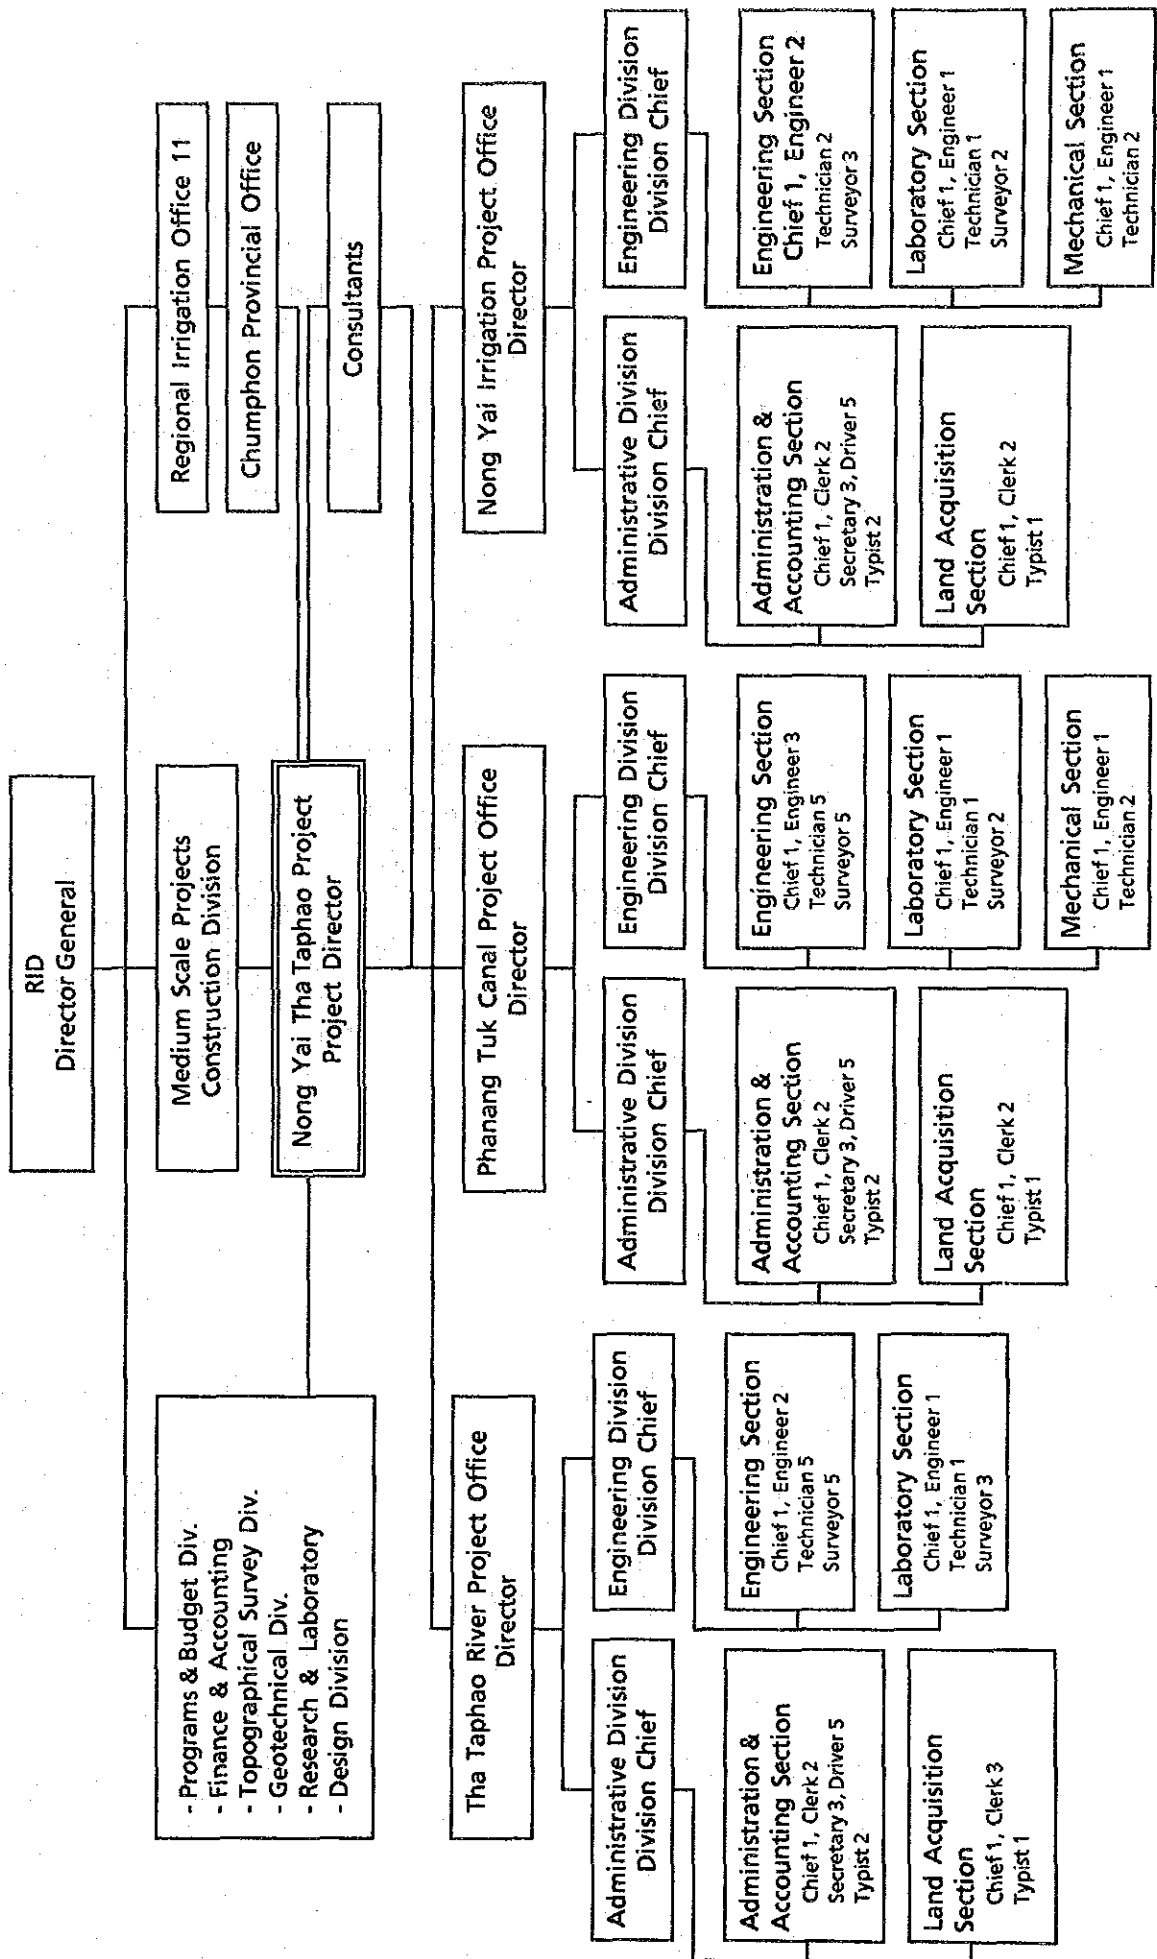 RID
Director General
- Programs & Budget Div.
- Finance & Accounting
- Topographical Survey Div.
- Geotechnical Div.
- Research & Laboratory
- Design Division
Medium Scale Projects
Construction Division
Nong Yai Tha Taphao Project
Project Director
Regional Irrigation Office 11
Chumphon Provincial Office
Consultants
Tha Taphao River Project Office
Director
Administrative Division
Division Chief
Administration &
Accounting Section
Chief 1, Clerk 2
Secretary 3, Driver 5
Typist 2
Land Acquisition
Section
Chief 1, Clerk 3
Typist 1
Engineering Division
Division Chief
Engineering Section
Chief 1, Engineer 2
Technician 5
Surveyor 5
Laboratory Section
Chief 1, Engineer 1
Technician 1
Surveyor 3
Phanang Tuk Canal Project Office
Director
Administrative Division
Division Chief
Administration &
Accounting Section
Chief 1, Clerk 2
Secretary 3, Driver 5
Typist 2
Land Acquisition
Section
Chief 1, Clerk 2
Typist 1
Engineering Division
Division Chief
Engineering Section
Chief 1, Engineer 3
Technician 5
Surveyor 5
Laboratory Section
Chief 1, Engineer 1
Technician 1
Surveyor 2
Mechanical Section
Chief 1, Engineer 1
Technician 2
Nong Yai Irrigation Project Office
Director
Administrative Division
Division Chief
Administration &
Accounting Section
Chief 1, Clerk 2
Secretary 3, Driver 5
Typist 2
Land Acquisition
Section
Chief 1, Clerk 2
Typist 1
Engineering Division
Division Chief
Engineering Section
Chief 1, Engineer 2
Technician 2
Surveyor 3
Laboratory Section
Chief 1, Engineer 1
Technician 1
Surveyor 2
Mechanical Section
Chief 1, Engineer 1
Technician 2